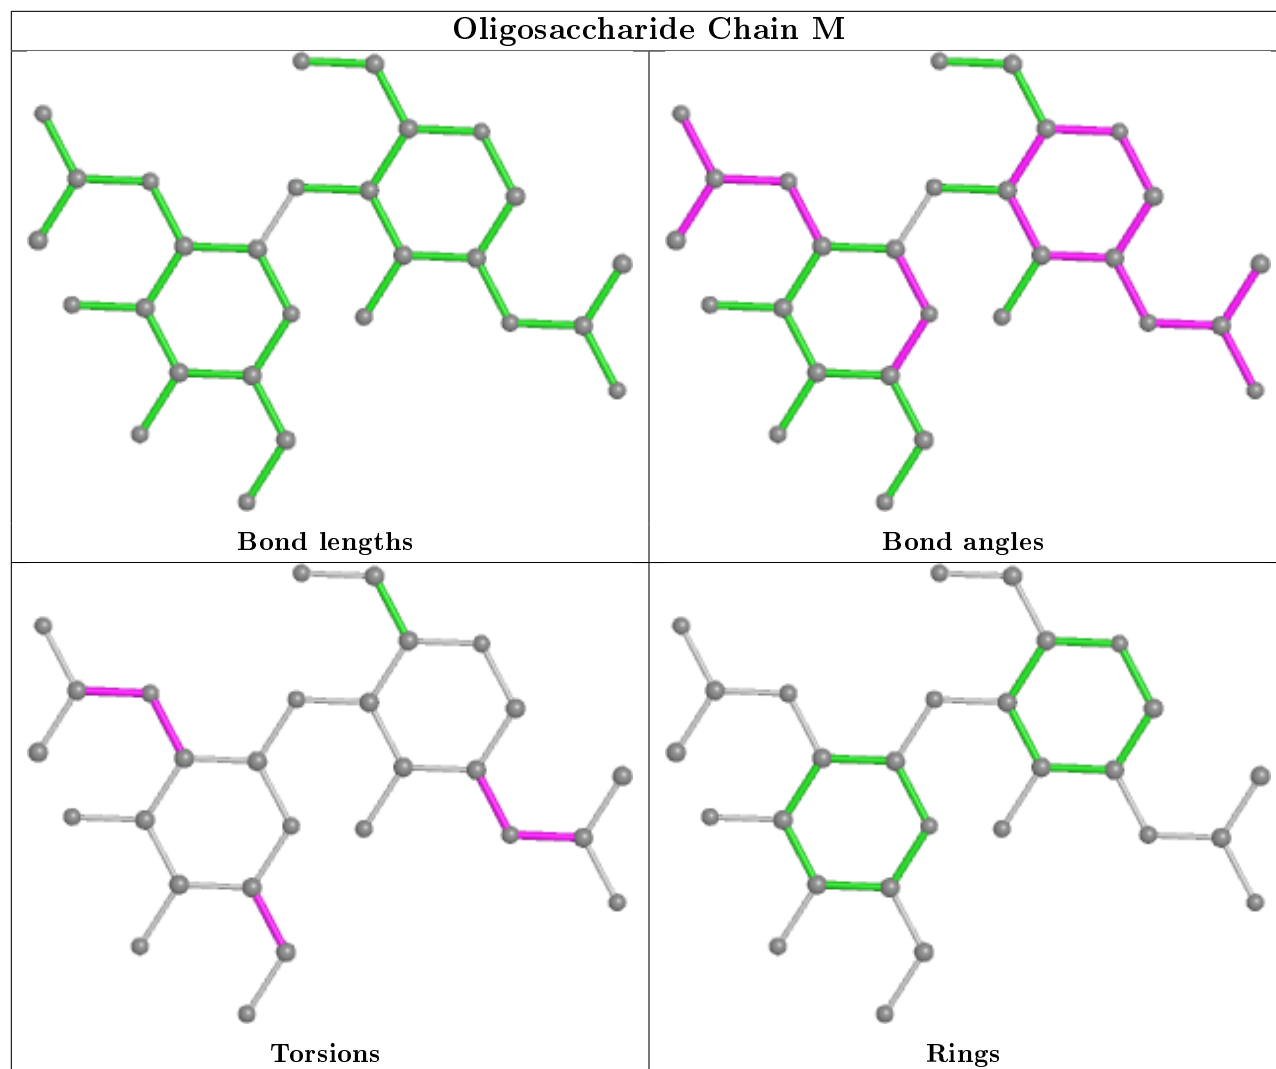 Oligosaccharide Chain M
Bond lengths
Bond angles
Torsions
Rings